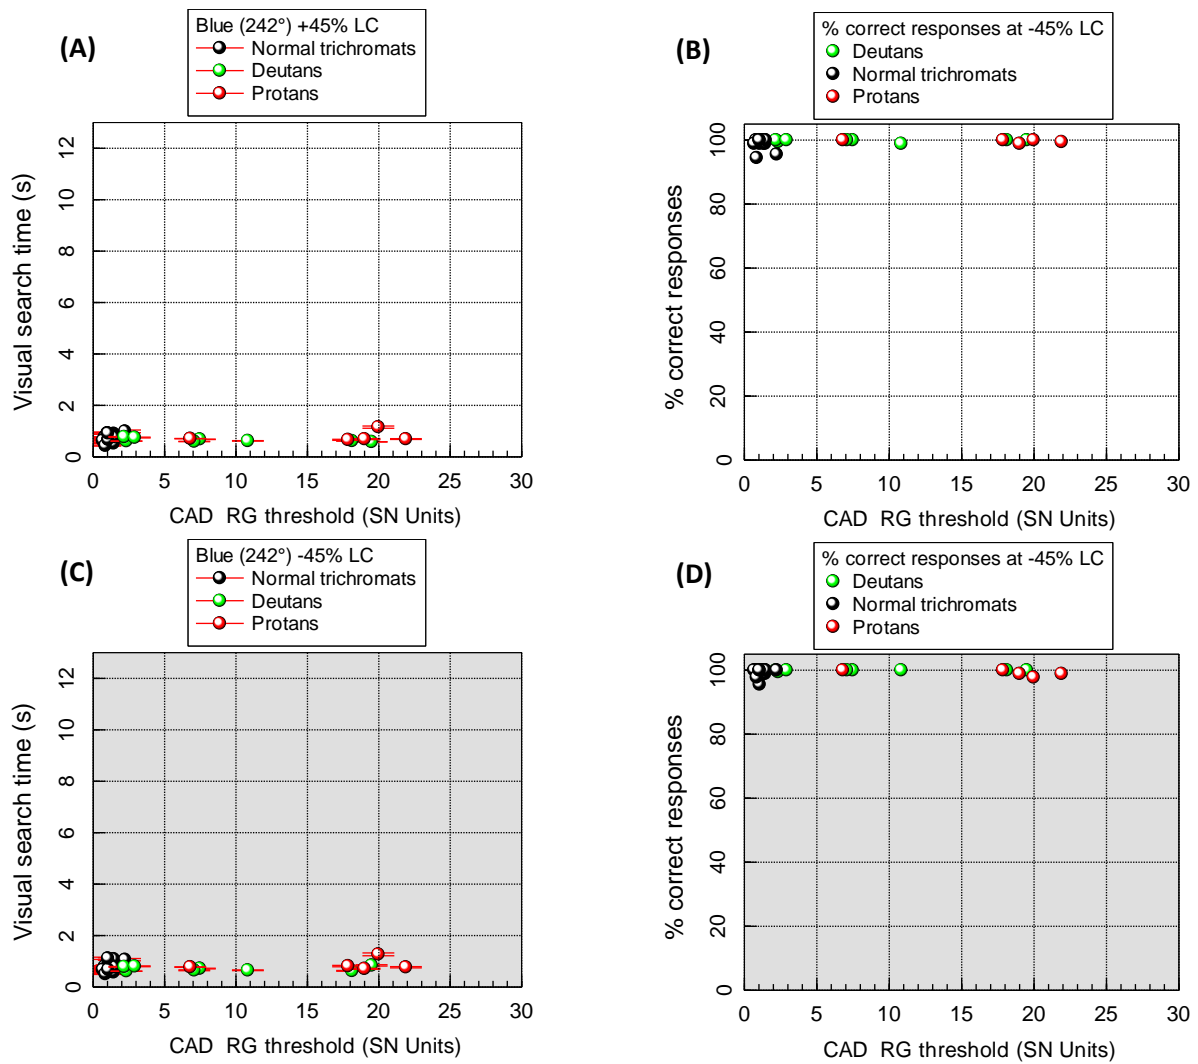 (A)
Blue (242°) +45% LC
Normal trichromats
Deutans
Protans
Visual search time (s)
12
10
8
6
4
2
0
0 5 10 15 20 25 30
CAD RG threshold (SN Units)
(B)
% correct responses at -45% LC
Deutans
Normal trichromats
Protans
% correct responses
100
80
60
40
20
0
0 5 10 15 20 25 30
CAD RG threshold (SN Units)
(C)
Blue (242°) -45% LC
Normal trichromats
Deutans
Protans
Visual search time (s)
12
10
8
6
4
2
0
0 5 10 15 20 25 30
CAD RG threshold (SN Units)
(D)
% correct responses at -45% LC
Deutans
Normal trichromats
Protans
% correct responses
100
80
60
40
20
0
0 5 10 15 20 25 30
CAD RG threshold (SN Units)